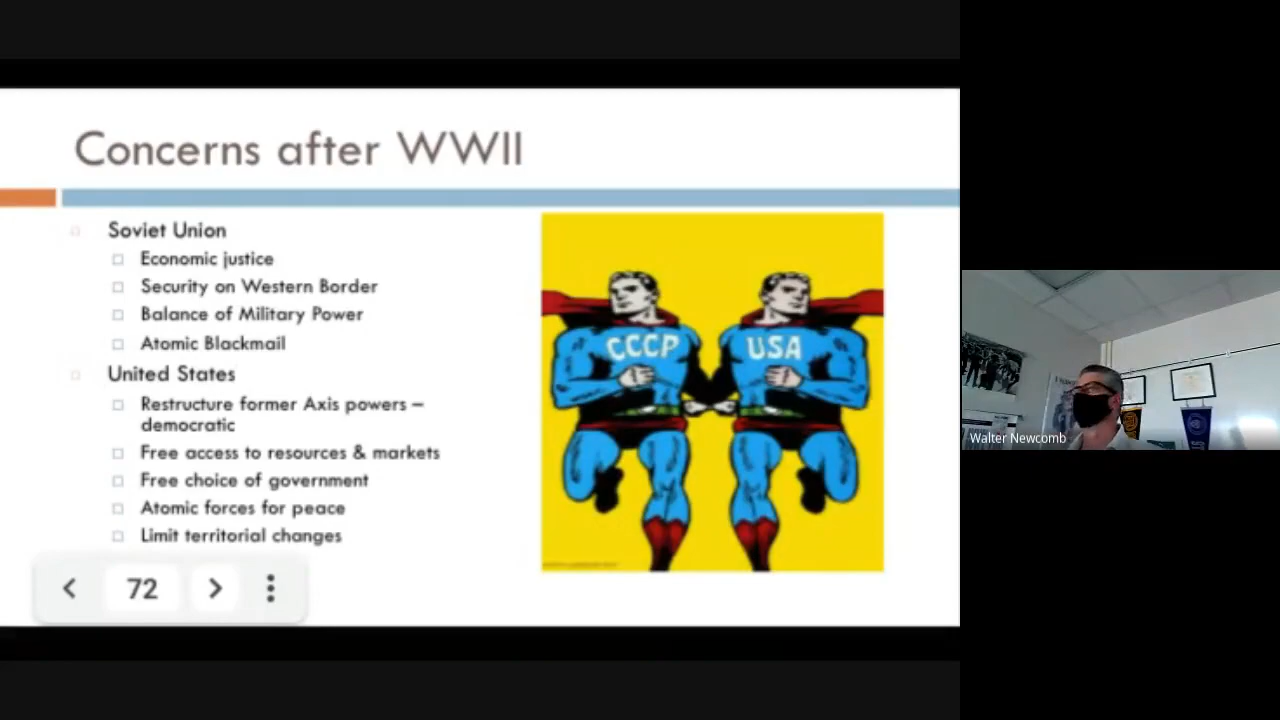 Concerns after WWII
Soviet Union
Economic justice
Security on Western Border
Balance of Military Power
Atomic Blackmail
United States
Restructure former Axis powers –
democratic
Free access to resources & markets
Free choice of government
Atomic forces for peace
Limit territorial changes
72
CCCP
USA
Walter Newcomb